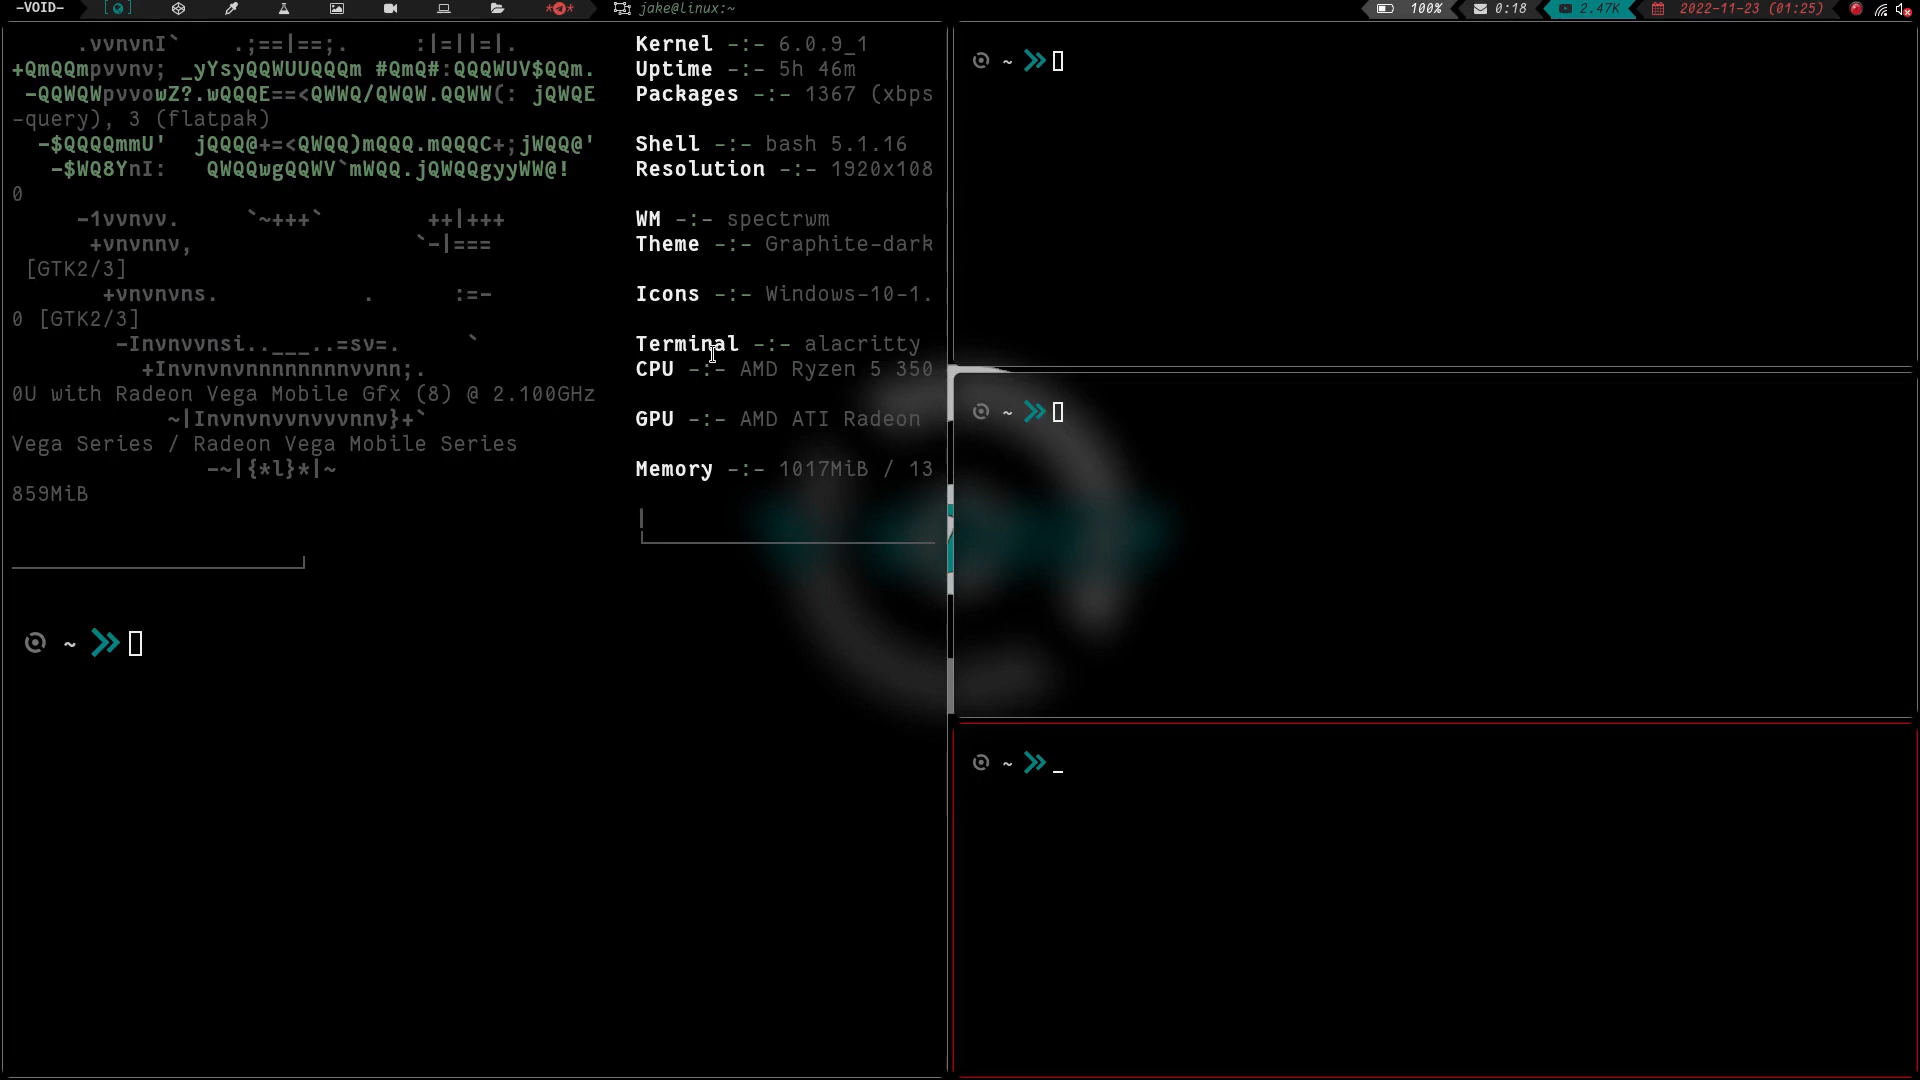 —VOID— [ ] *  * jake@linux:~ 100% 0:18 2.47K 2022-11-23 (01:25)
.vvnvnI` .;==|==;. :|=||=|. Kernel -:- 6.0.9_1
+QmQQmpvvnv; _yYsyQQWUUQQQm #QmQ#:QQQWUV$QQm. Uptime -:- 5h 46m
-QQWQWpvvowZ?.wQQQE==<QWWQ/QWQW.QQWW(: jQWQE Packages -:- 1367 (xbps
-query), 3 (flatpak)
-$QQQQmmU' jQQQ@+=<QWQQ)mQQQ.mQQQC+;jWQQ@' Shell -:- bash 5.1.16
-$WQ8YnI: QWQQwgQQWV`mWQQ.jQWQQgyyWW@! Resolution -:- 1920x108
0
-1vvnvv. `~+++` ++|+++ WM -:- spectrwm
+vnvnnv, `-|=== Theme -:- Graphite-dark
[GTK2/3]
+vnvnvns. . :=- Icons -:- Windows-10-1.
0 [GTK2/3]
-Invnvvnsi..___..=sv=. ` Terminal -:- alacritty
+Invnvnvnnnnnnnnvvnn;. CPU -:- AMD Ryzen 5 350
0U with Radeon Vega Mobile Gfx (8) @ 2.100GHz
~|Invnvnvvnvvvnnv}+` GPU -:- AMD ATI Radeon
Vega Series / Radeon Vega Mobile Series
-~|{*l}*|~ Memory -:- 1017MiB / 13
859MiB
~
~
~
~